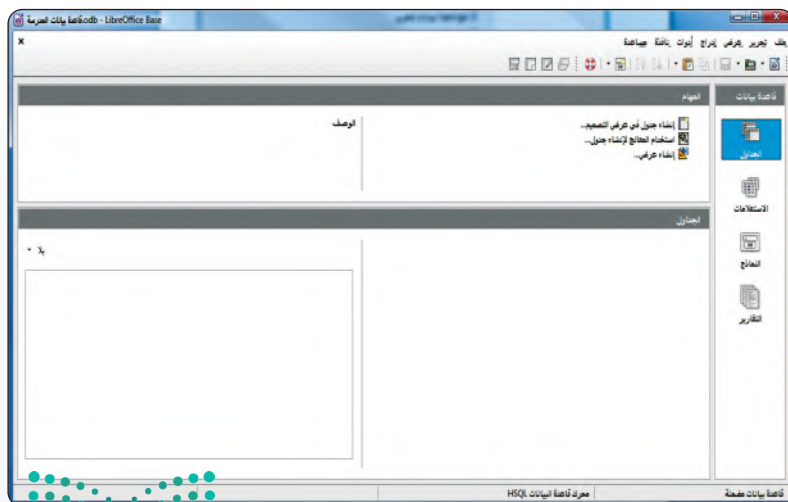 قاعدة بيانات المدرسة.odb - LibreOffice Base
ملف تحرير عرض إدراج أدوات نافذة مساعدة
قاعدة بيانات
الجداول
الاستعلامات
النماذج
التقارير
المهام
إنشاء جدول في عرض التصميم...
استخدام المعالج لإنشاء جدول...
إنشاء عرض...
الوصف
الجداول
بلا
قاعدة بيانات مضمنة
محرك قاعدة البيانات HSQL